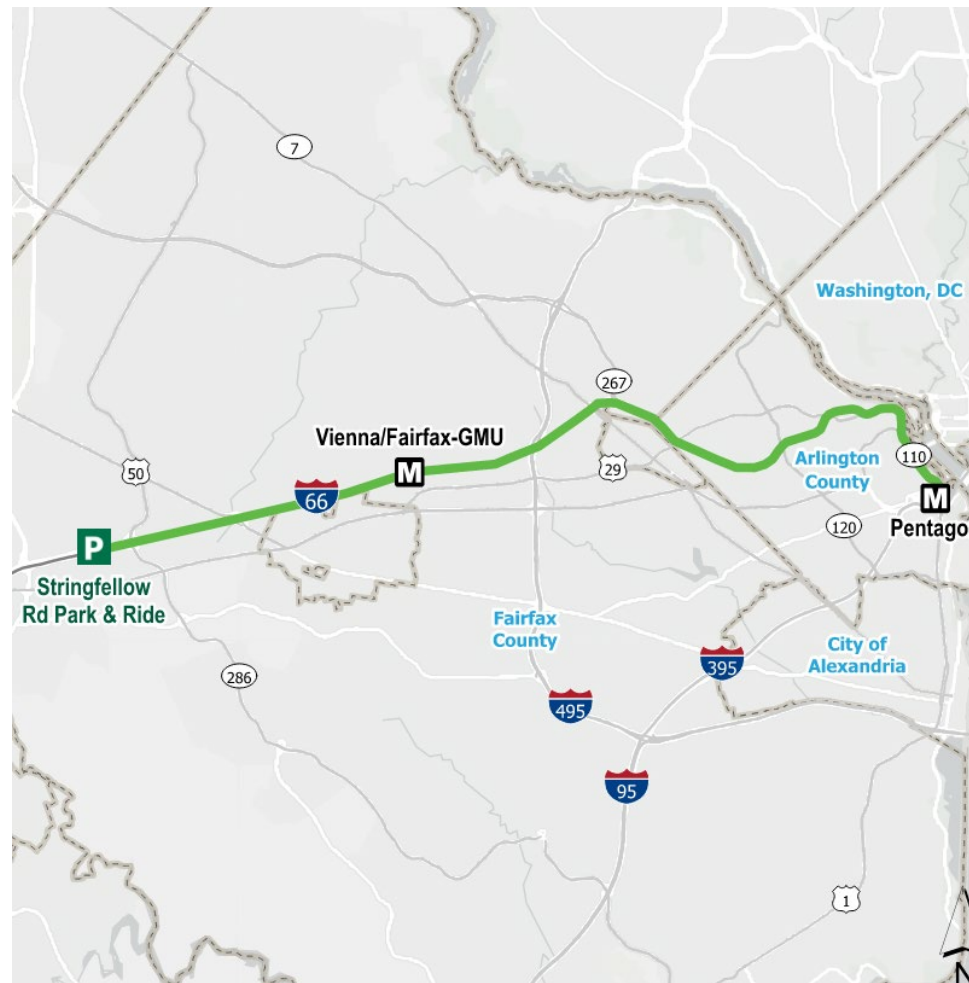 7
Washington, DC
267
Vienna/Fairfax-GMU
M
50
66
29
Arlington
County
110
M
Pentago
120
P
Stringfellow
Rd Park & Ride
Fairfax
County
City of
Alexandria
395
286
495
95
1
N